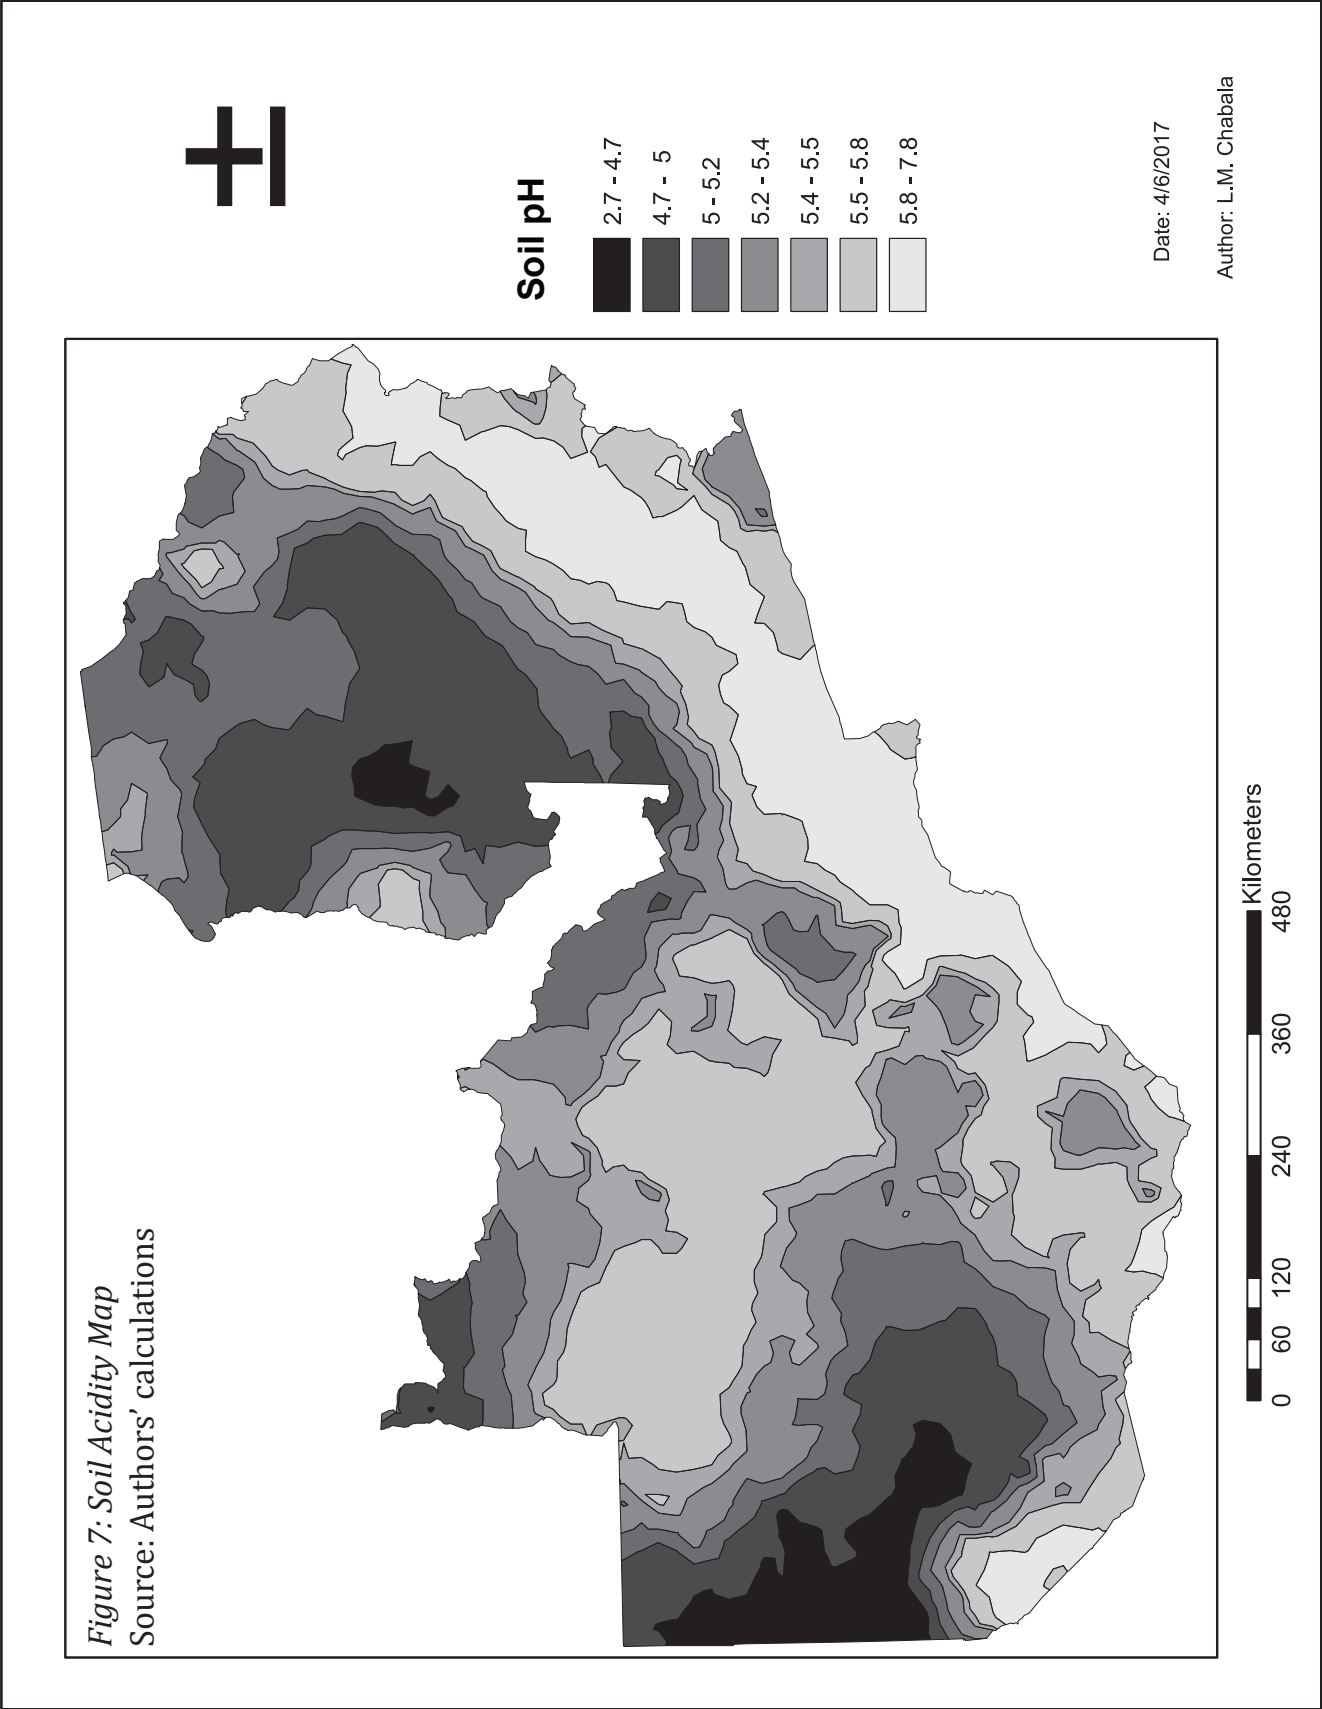 Figure 7: Soil Acidity Map
Source: Authors’ calculations
Soil pH
2.7 - 4.7
4.7 - 5
5 - 5.2
5.2 - 5.4
5.4 - 5.5
5.5 - 5.8
5.8 - 7.8
Date: 4/6/2017
Author: L.M. Chabala
0 60 120 240 360 480 Kilometers